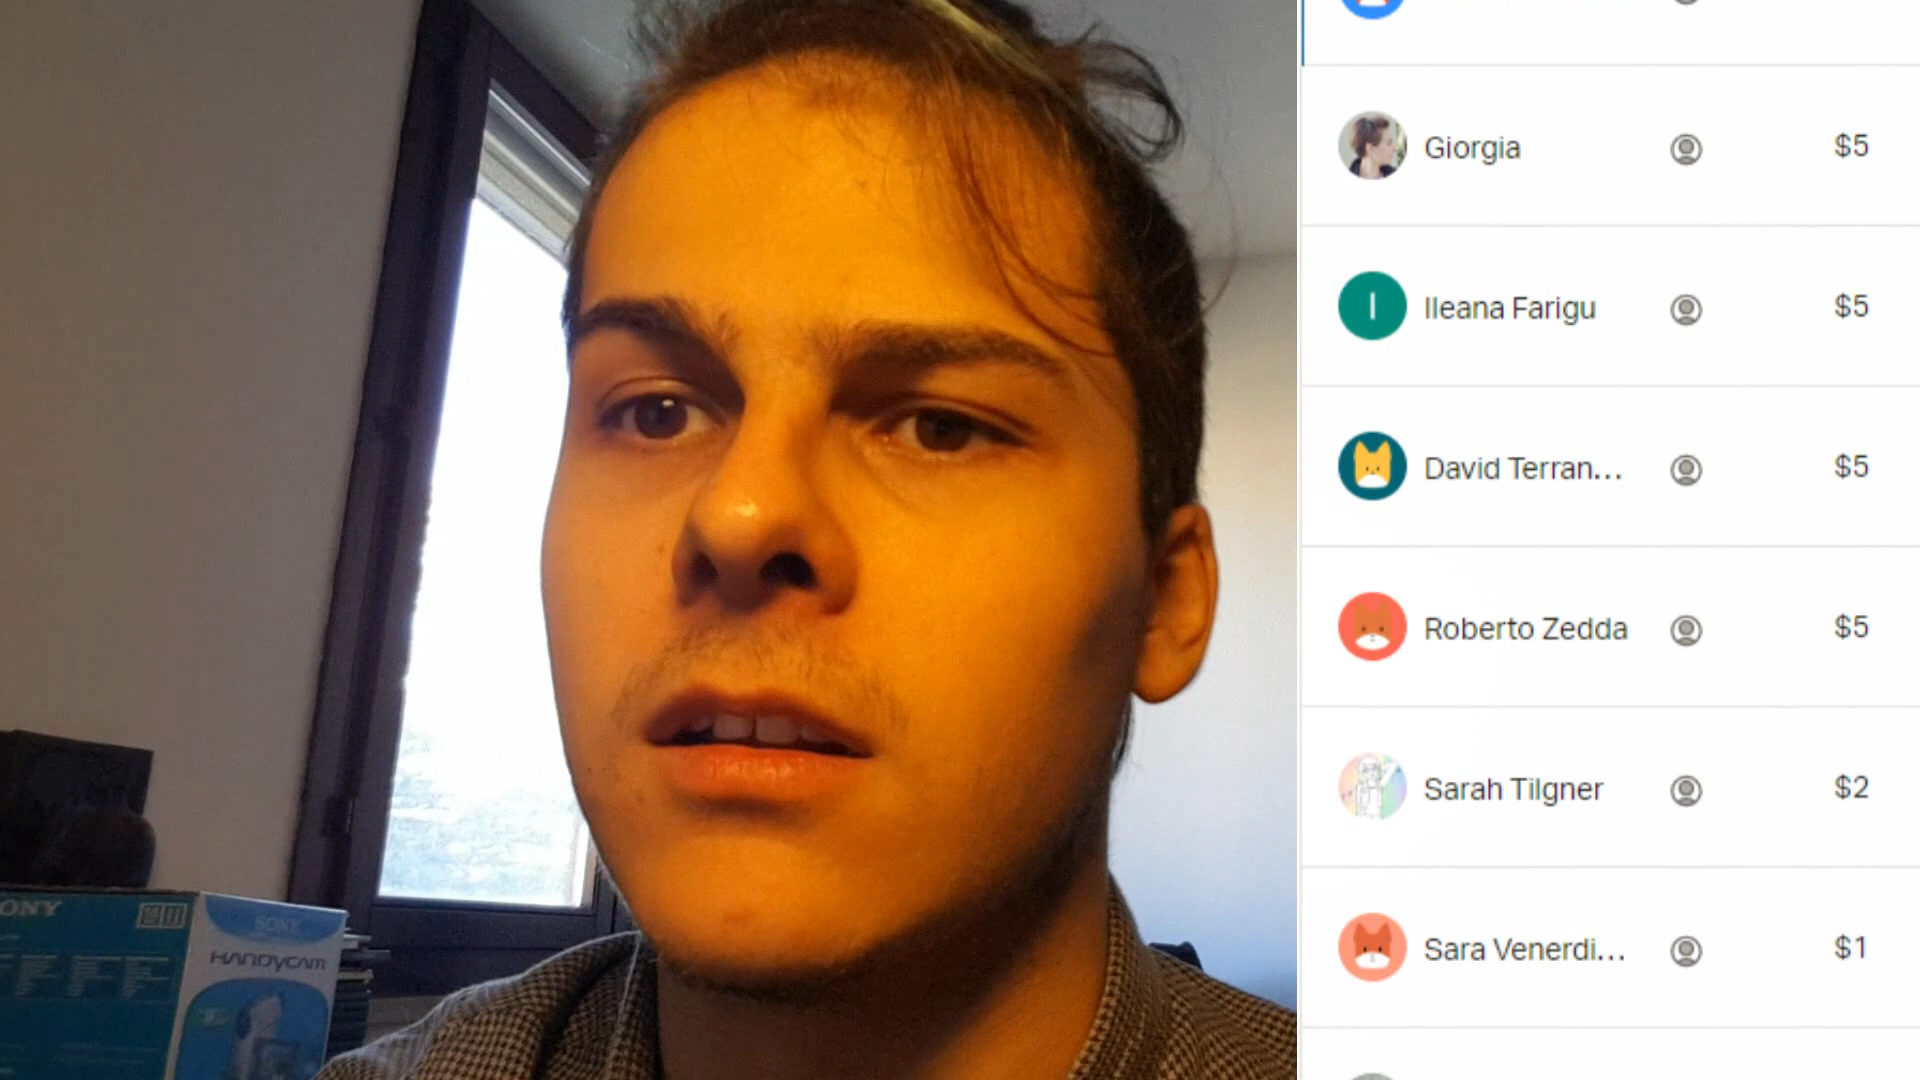 Giorgia $5
I Ileana Farigu $5
David Terran... $5
Roberto Zedda $5
Sarah Tilgner $2
Sara Venerdi... $1
ONY
SONY
HANDYCAM